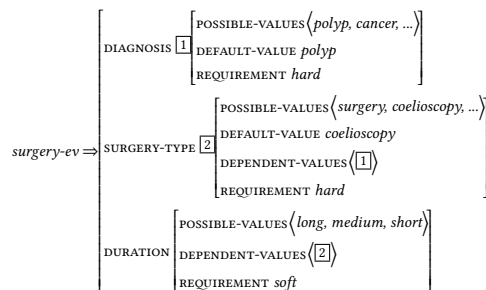 DIAGNOSIS 1 POSSIBLE-VALUES⟨polyp, cancer, ...⟩
DEFAULT-VALUE polyp
REQUIREMENT hard
surgery-ev ⇒ SURGERY-TYPE 2 POSSIBLE-VALUES⟨surgery, coelioscopy, ...⟩
DEFAULT-VALUE coelioscopy
DEPENDENT-VALUES⟨1⟩
REQUIREMENT hard
DURATION POSSIBLE-VALUES⟨long, medium, short⟩
DEPENDENT-VALUES⟨2⟩
REQUIREMENT soft